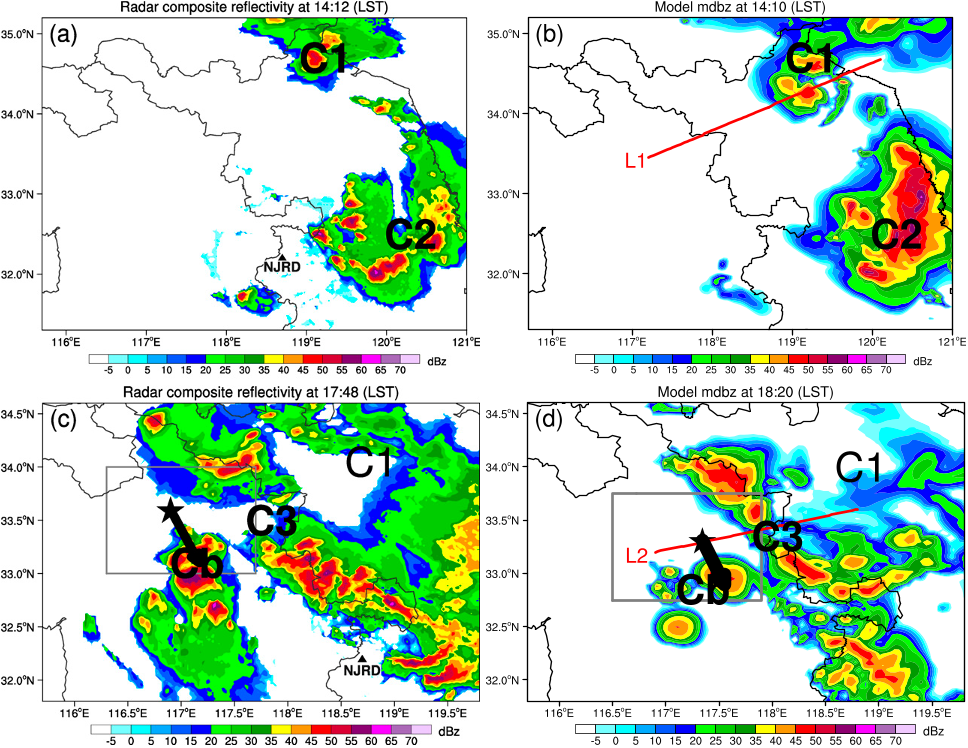 Radar composite reflectivity at 14:12 (LST)
Model mdbz at 14:10 (LST)
(a)
C1
C2
NJRD
35.0°N
34.0°N
33.0°N
32.0°N
116°E 117°E 118°E 119°E 120°E 121°E
-5 0 5 10 15 20 25 30 35 40 45 50 55 60 65 70 dBz
(b)
C1
L1
C2
35.0°N
34.0°N
33.0°N
32.0°N
116°E 117°E 118°E 119°E 120°E 121°E
-5 0 5 10 15 20 25 30 35 40 45 50 55 60 65 70 dBz
Radar composite reflectivity at 17:48 (LST)
Model mdbz at 18:20 (LST)
(c)
C1
C3
Cb
NJRD
34.5°N
34.0°N
33.5°N
33.0°N
32.5°N
32.0°N
116°E 116.5°E 117.0°E 117.5°E 118.0°E 118.5°E 119.0°E 119.5°E
-5 0 5 10 15 20 25 30 35 40 45 50 55 60 65 70 dBz
(d)
C1
C3
L2
Cb
34.5°N
34.0°N
33.5°N
33.0°N
32.5°N
32.0°N
116°E 116.5°E 117.0°E 117.5°E 118.0°E 118.5°E 119.0°E 119.5°E
-5 0 5 10 15 20 25 30 35 40 45 50 55 60 65 70 dBz